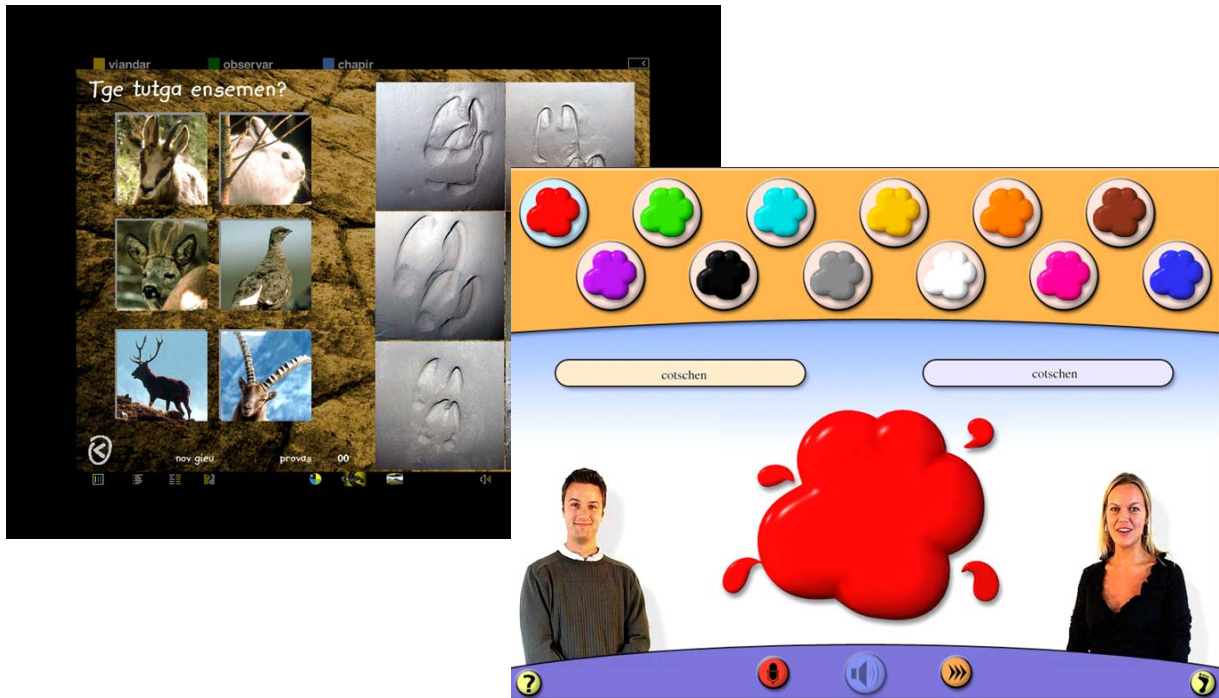 viandar observar chapir
Tge tutga ensemen?
nov gieu provas 00
cotschen cotschen
?